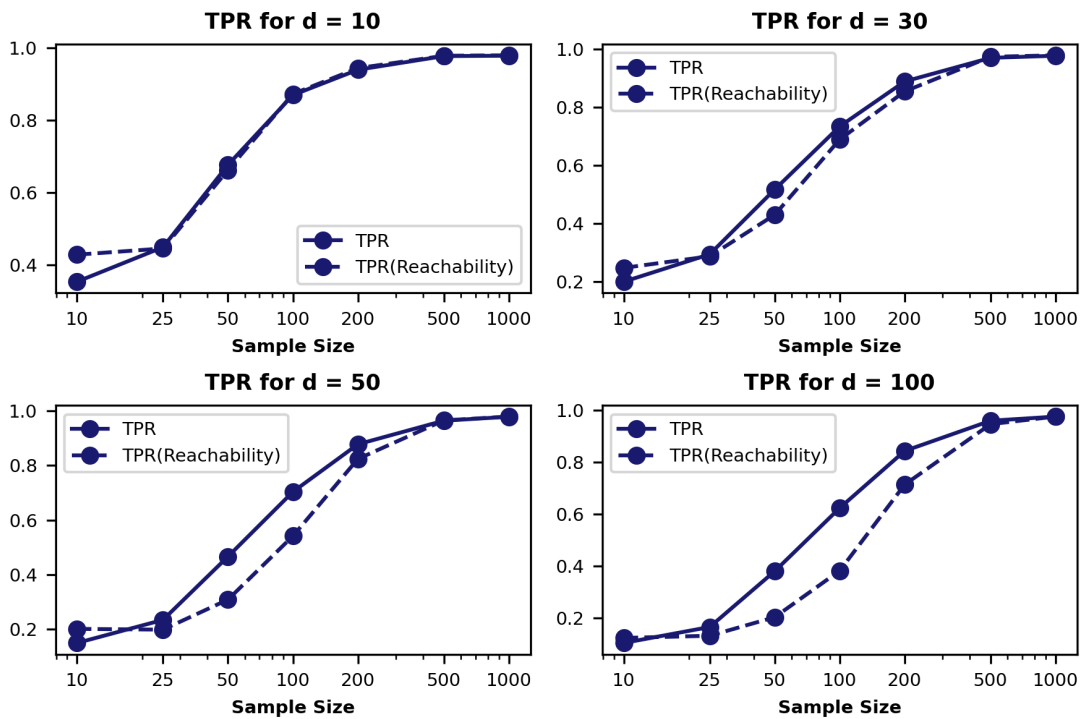 TPR for d = 10
1.0
0.8
0.6
0.4
TPR
TPR(Reachability)
10 25 50 100 200 500 1000
Sample Size
TPR for d = 30
1.0
0.8
0.6
0.4
0.2
TPR
TPR(Reachability)
10 25 50 100 200 500 1000
Sample Size
TPR for d = 50
1.0
0.8
0.6
0.4
0.2
TPR
TPR(Reachability)
10 25 50 100 200 500 1000
Sample Size
TPR for d = 100
1.0
0.8
0.6
0.4
0.2
TPR
TPR(Reachability)
10 25 50 100 200 500 1000
Sample Size